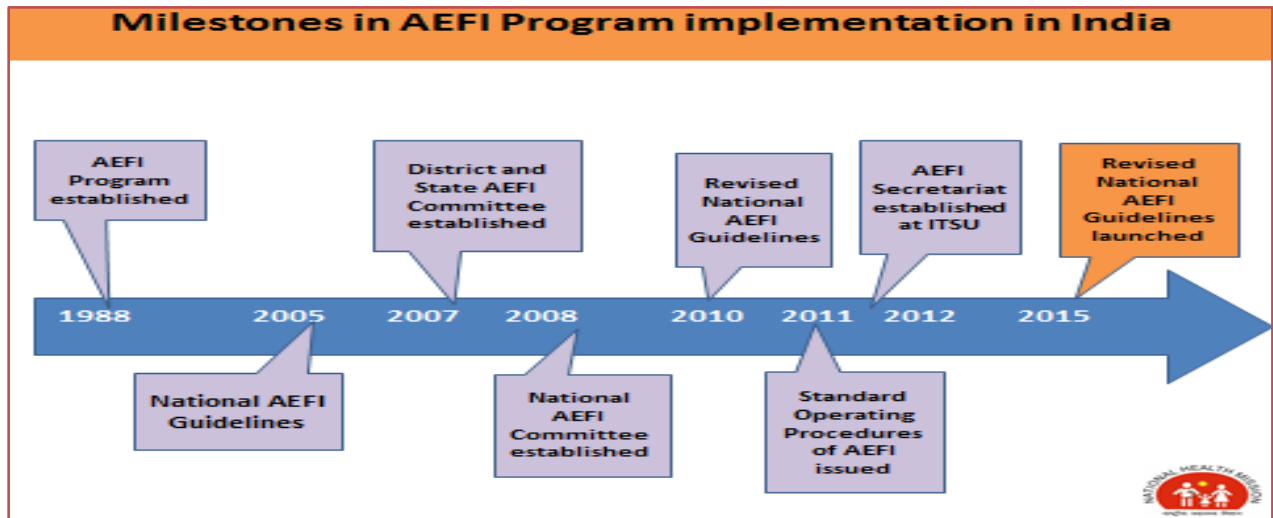 Milestones in AEFI Program implementation in India
AEFI
Program
established
District and
State AEFI
Committee
established
Revised
National
AEFI
Guidelines
AEFI
Secretariat
established
at ITSU
Revised
National
AEFI
Guidelines
launched
1988 2005 2007 2008 2010 2011 2012 2015
National AEFI
Guidelines
National
AEFI
Committee
established
Standard
Operating
Procedures
of AEFI
issued
NATIONAL HEALTH MISSION